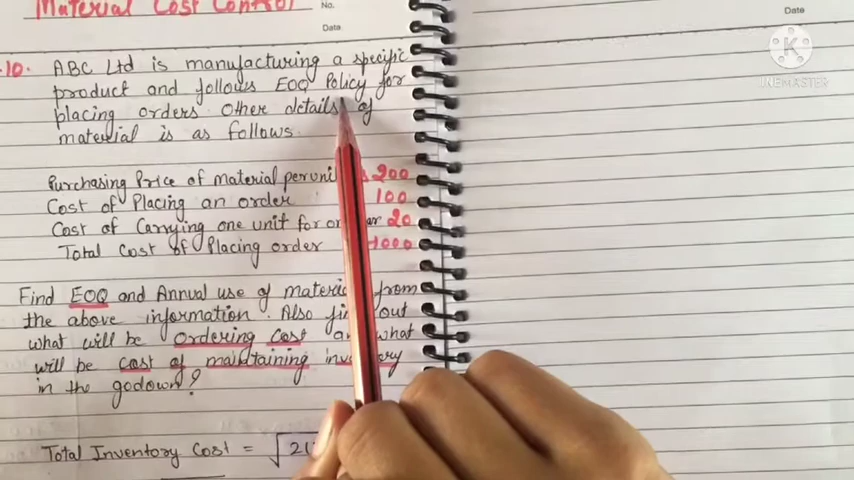 Material Cost Control
No.
Date
Date
10.
ABC Ltd is manufacturing a specific
product and follows EOQ Policy for
placing orders Other details of
material is as follows
Purchasing Price of Material per unit 200
Cost of Placing an order 100
Cost of Carrying one unit for 20
Total Cost of Placing order 1000
Find EOQ and Annual use of material from
the above information. Also find out
what will be ordering cost and what
will be cost of maintaining inventory
in the godown?
Total Inventory Cost = √2
K
KINEMASTER